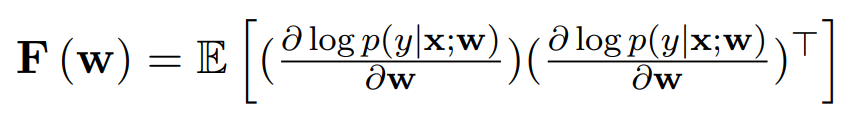 F (w) = 𝔼 [(∂ log p(y|x;w) / ∂w)(∂ log p(y|x;w) / ∂w)⊤]